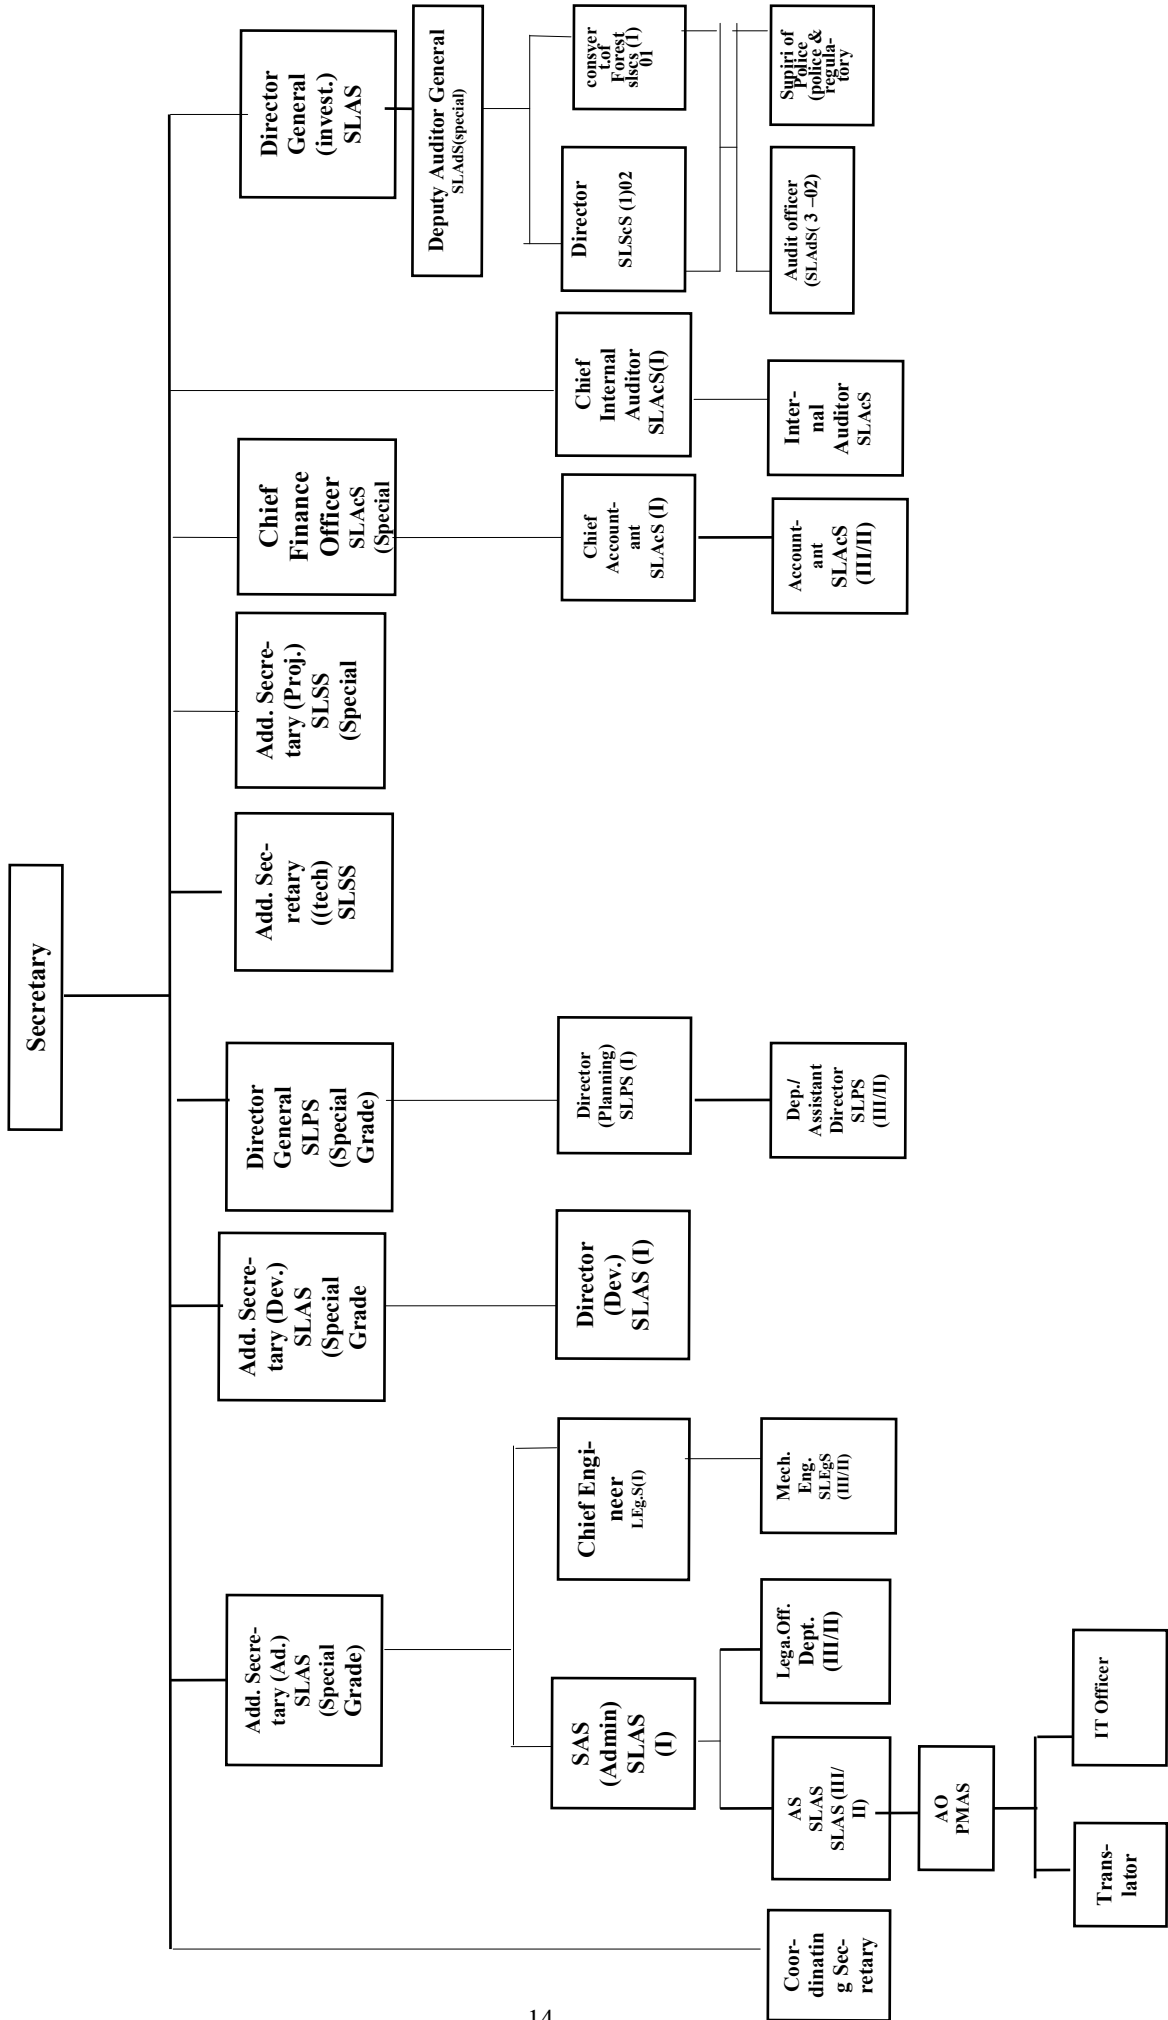 Secretary
Coor-
dinatin
g Sec-
retary
Add. Secre-
tary (Ad.)
SLAS
(Special
Grade)
Add. Secre-
tary (Dev.)
SLAS
(Special
Grade
Director
General
SLPS
(Special
Grade)
Add. Sec-
retary
((tech)
SLSS
Add. Secre-
tary (Proj.)
SLSS
(Special
Chief
Finance
Officer
SLAcS
(Special
Director
General
(invest.)
SLAS
Deputy Auditor General
SLAdS(special)
SAS
(Admin)
SLAS
(I)
Chief Engi-
neer
LEg.S(I)
Director
(Dev.)
SLAS (I)
Director
(Planning)
SLPS (I)
Chief
Account-
ant
SLAcS (I)
Chief
Internal
Auditor
SLAcS(I)
Director
SLScS (1)02
consver
t.of
Forest
slscs (1)
01
AS
SLAS
SLAS (III/
II)
Lega.Off.
Dept.
(III/II)
Mech.
Eng.
SLEgS
(III/II)
Dep./
Assistant
Director
SLPS
(III/II)
Account-
ant
SLAcS
(III/II)
Inter-
nal
Auditor
SLAcS
Audit officer
(SLAdS( 3 –02)
Supiri of
Police
(police &
regula-
tory
AO
PMAS
Trans-
lator
IT Officer
14